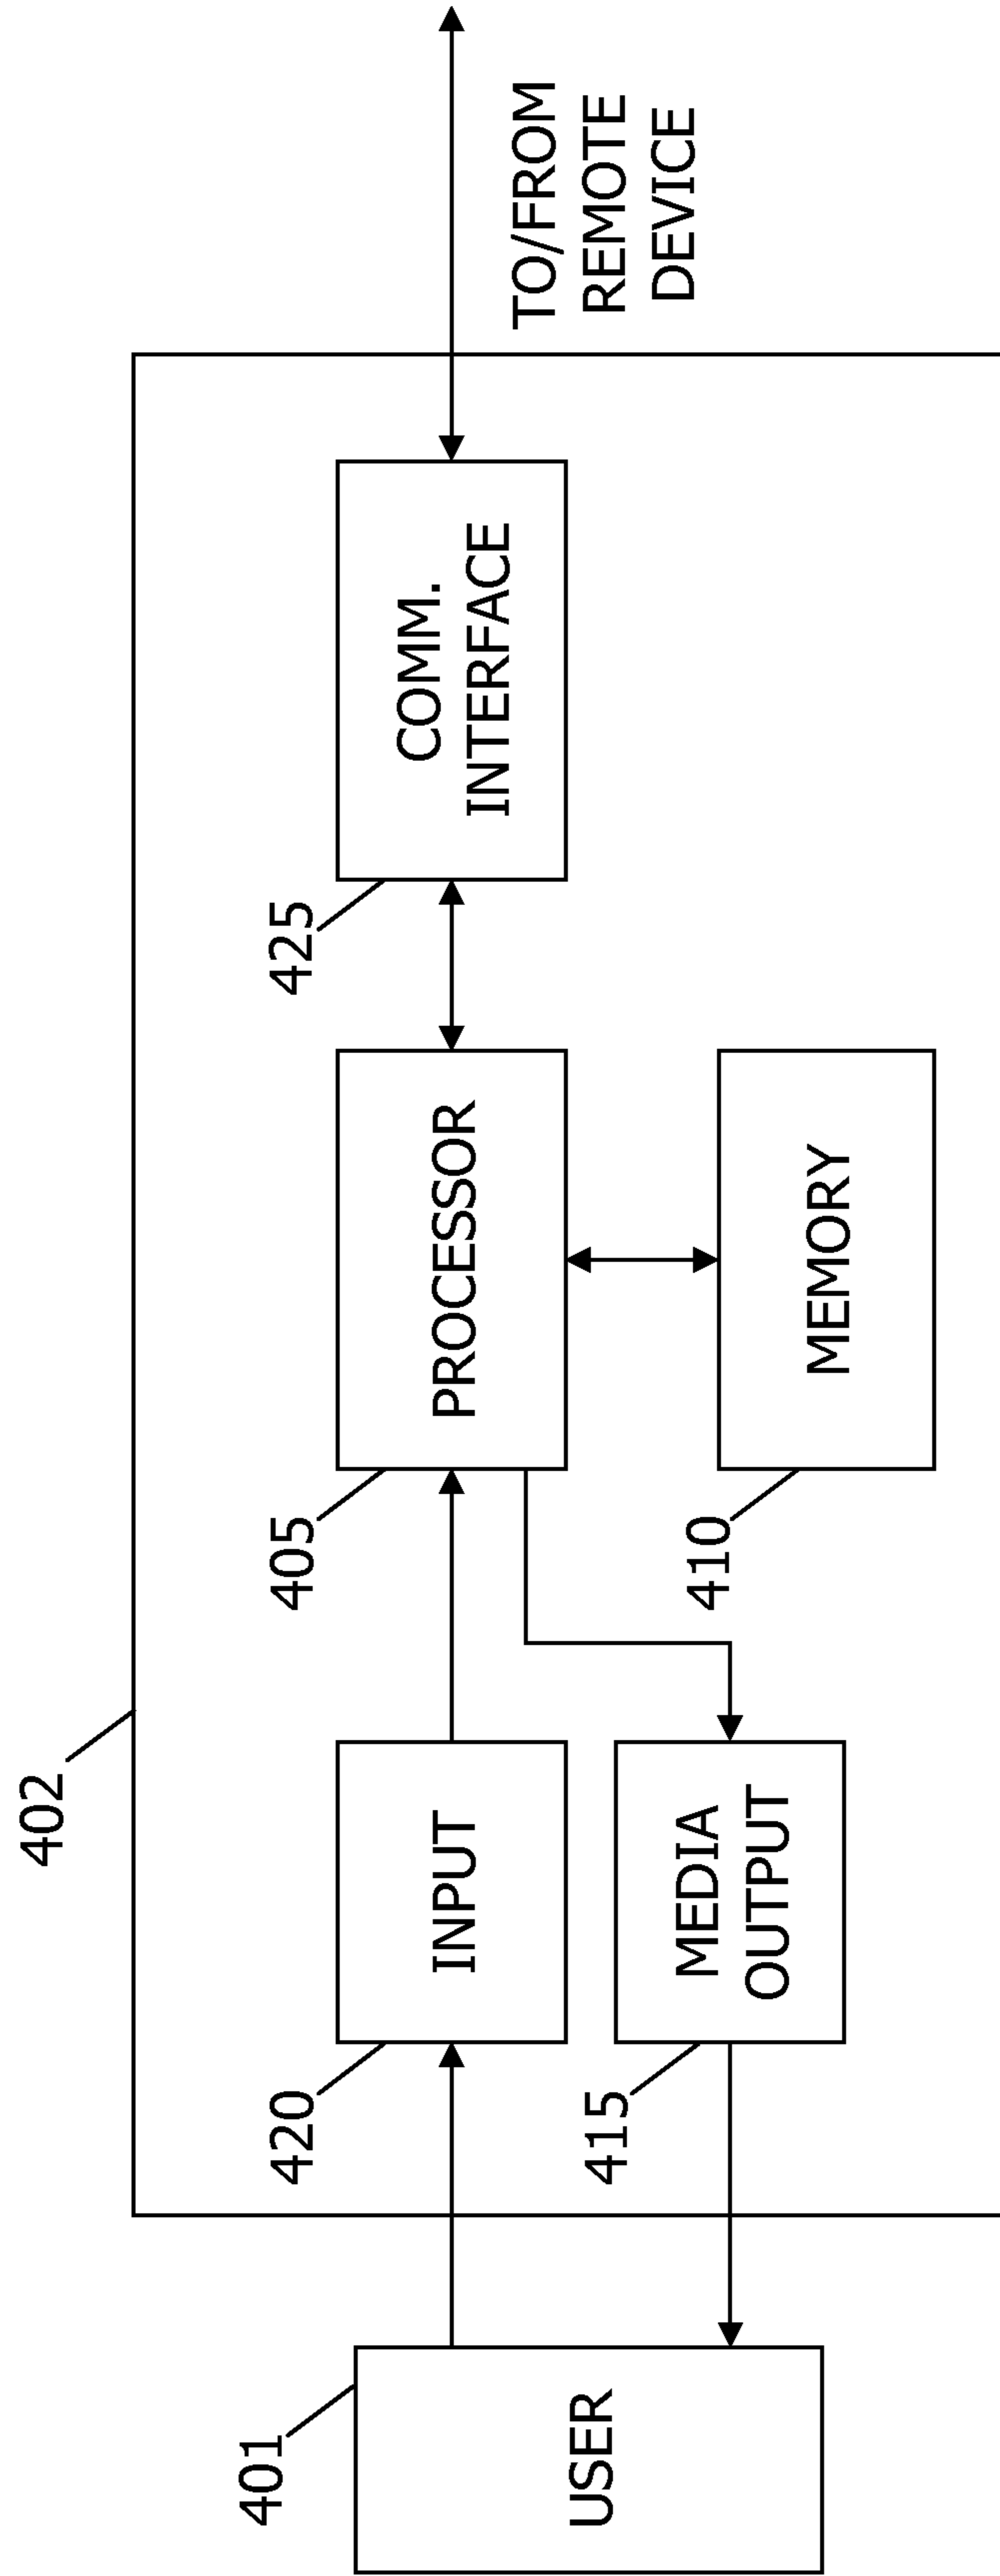 402
401
USER
420
INPUT
415
MEDIA
OUTPUT
405
PROCESSOR
410
MEMORY
425
COMM.
INTERFACE
TO/FROM
REMOTE
DEVICE